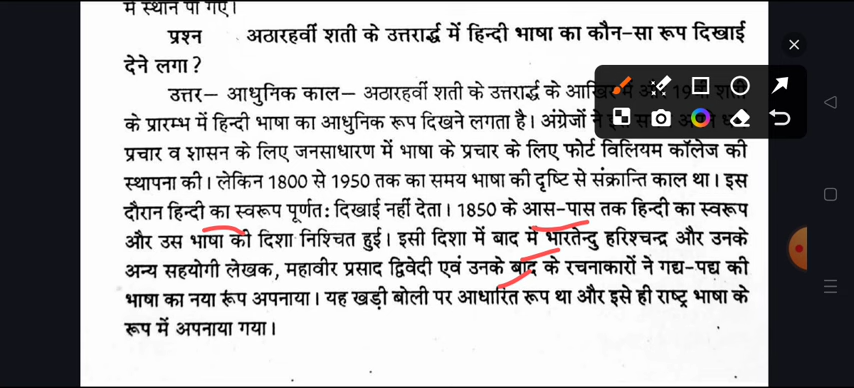 में स्थान पा गए।
प्रश्न अठारहवीं शती के उत्तरार्द्ध में हिन्दी भाषा का कौन-सा रूप दिखाई
देने लगा?
उत्तर— आधुनिक काल— अठारहवीं शती के उत्तरार्द्ध के
के प्रारम्भ में हिन्दी भाषा का आधुनिक रूप दिखने लगता है। अंग्रेजों
प्रचार व शासन के लिए जनसाधारण में भाषा के प्रचार के लिए फोर्ट विलियम कॉलेज की
स्थापना की। लेकिन 1800 से 1950 तक का समय भाषा की दृष्टि से संक्रान्ति काल था। इस
दौरान हिन्दी का स्वरूप पूर्णत: दिखाई नहीं देता। 1850 के आस-पास तक हिन्दी का स्वरूप
और उस भाषा की दिशा निश्चित हुई। इसी दिशा में बाद में भारतेन्दु हरिश्चन्द्र और उनके
अन्य सहयोगी लेखक, महावीर प्रसाद द्विवेदी एवं उनके बाद के रचनाकारों ने गद्य-पद्य की
भाषा का नया रूप अपनाया। यह खड़ी बोली पर आधारित रूप था और इसे ही राष्ट्र भाषा के
रूप में अपनाया गया।